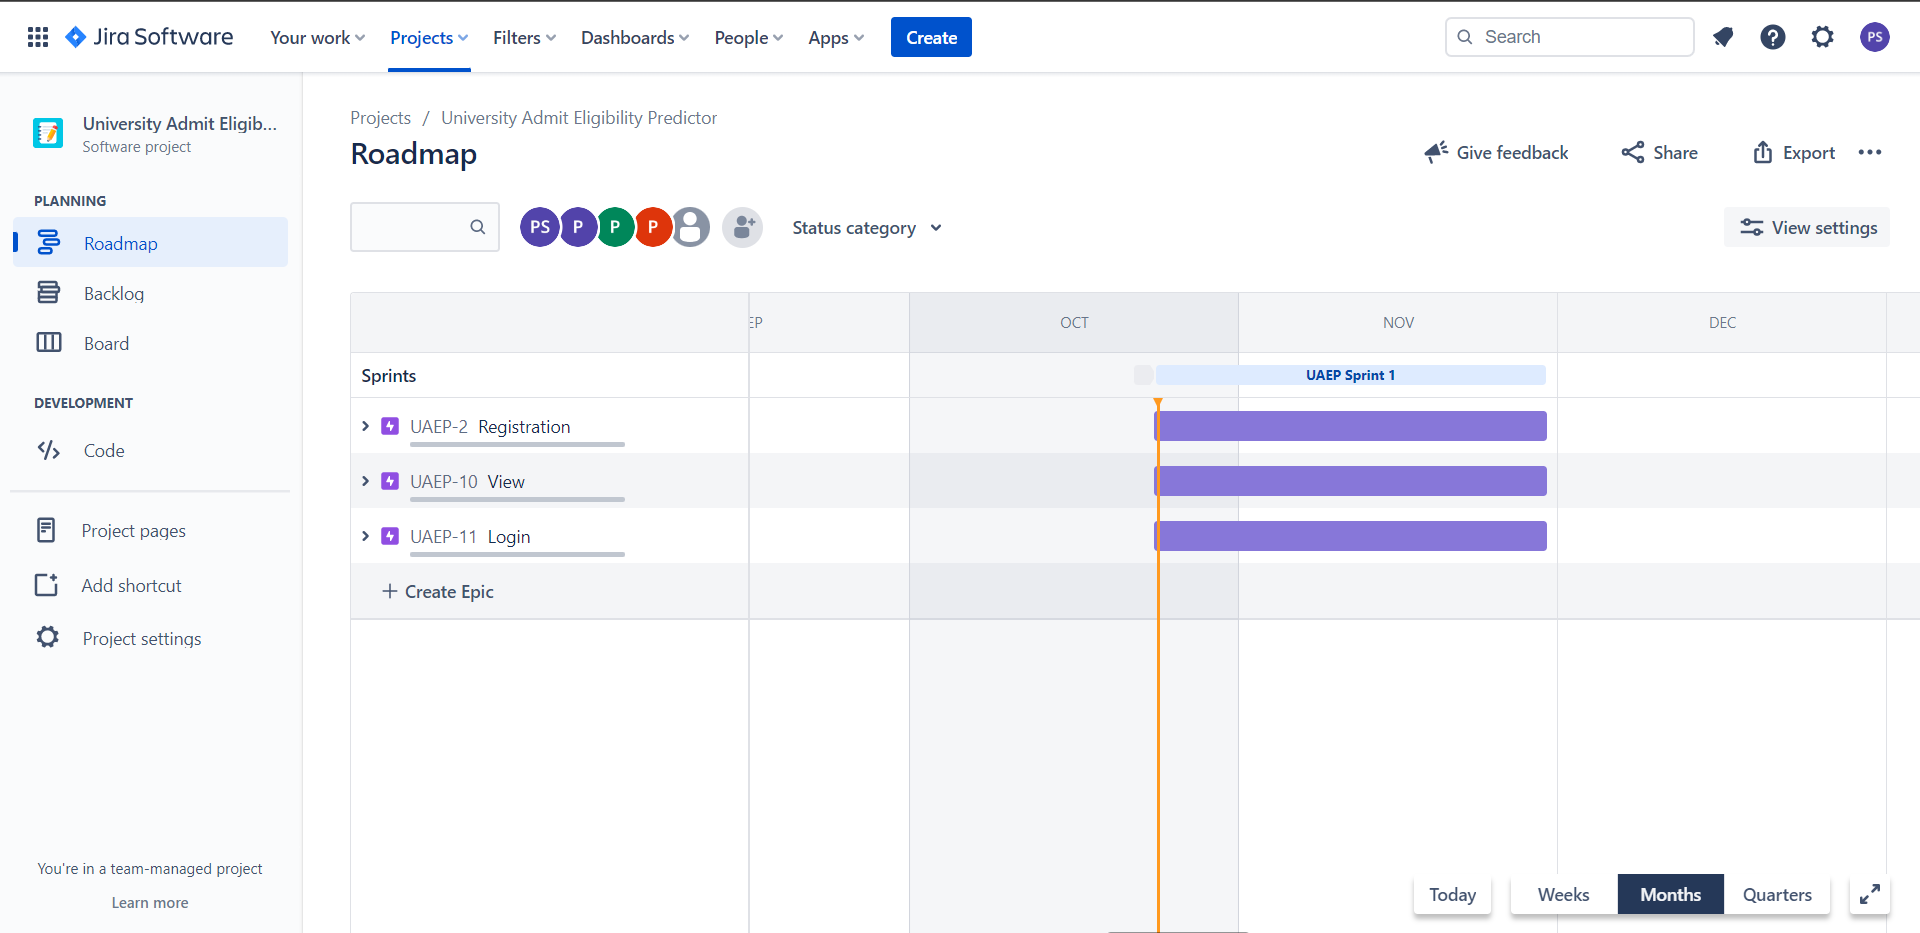 Jira Software
Your work
Projects
Filters
Dashboards
People
Apps
Create
Search
PS
University Admit Eligib...
Software project
PLANNING
Roadmap
Backlog
Board
DEVELOPMENT
Code
Project pages
Add shortcut
Project settings
You're in a team-managed project
Learn more
Projects / University Admit Eligibility Predictor
Roadmap
Give feedback
Share
Export
PS P P P
Status category
View settings
EP OCT NOV DEC
Sprints
UAEP Sprint 1
UAEP-2 Registration
UAEP-10 View
UAEP-11 Login
+ Create Epic
Today
Weeks
Months
Quarters